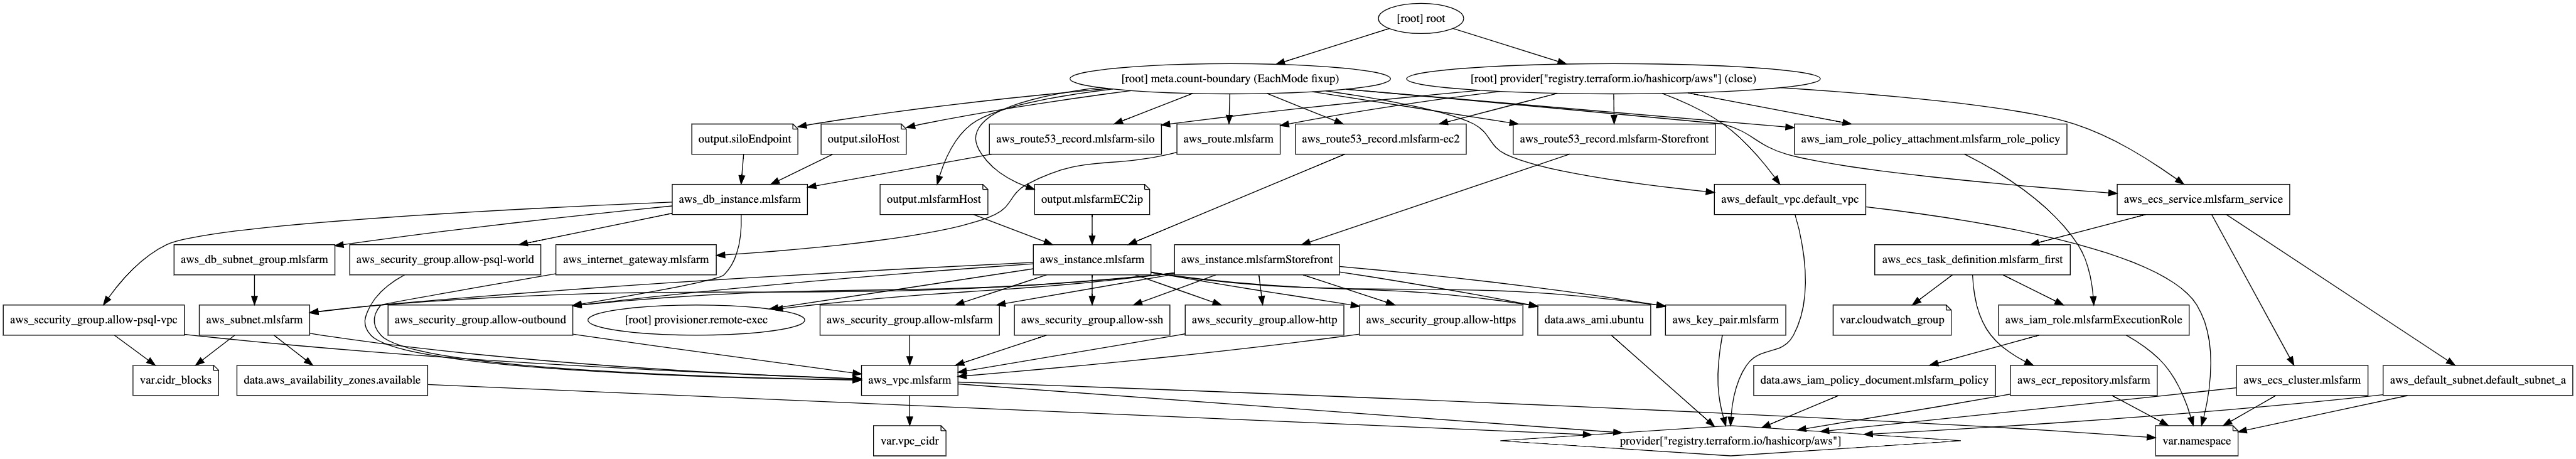 [root] root
[root] meta.count-boundary (EachMode fixup)
[root] provider["registry.terraform.io/hashicorp/aws"] (close)
output.siloEndpoint
output.siloHost
aws_route53_record.mlsfarm-silo
aws_route.mlsfarm
aws_route53_record.mlsfarm-ec2
aws_route53_record.mlsfarm-Storefront
aws_iam_role_policy_attachment.mlsfarm_role_policy
aws_db_instance.mlsfarm
output.mlsfarmHost
output.mlsfarmEC2ip
aws_default_vpc.default_vpc
aws_ecs_service.mlsfarm_service
aws_db_subnet_group.mlsfarm
aws_security_group.allow-psql-world
aws_internet_gateway.mlsfarm
aws_instance.mlsfarm
aws_instance.mlsfarmStorefront
aws_ecs_task_definition.mlsfarm_first
aws_security_group.allow-psql-vpc
aws_subnet.mlsfarm
aws_security_group.allow-outbound
[root] provisioner.remote-exec
aws_security_group.allow-mlsfarm
aws_security_group.allow-ssh
aws_security_group.allow-http
aws_security_group.allow-https
data.aws_ami.ubuntu
aws_key_pair.mlsfarm
var.cloudwatch_group
aws_iam_role.mlsfarmExecutionRole
var.cidr_blocks
data.aws_availability_zones.available
aws_vpc.mlsfarm
data.aws_iam_policy_document.mlsfarm_policy
aws_ecr_repository.mlsfarm
aws_ecs_cluster.mlsfarm
aws_default_subnet.default_subnet_a
var.vpc_cidr
provider["registry.terraform.io/hashicorp/aws"]
var.namespace